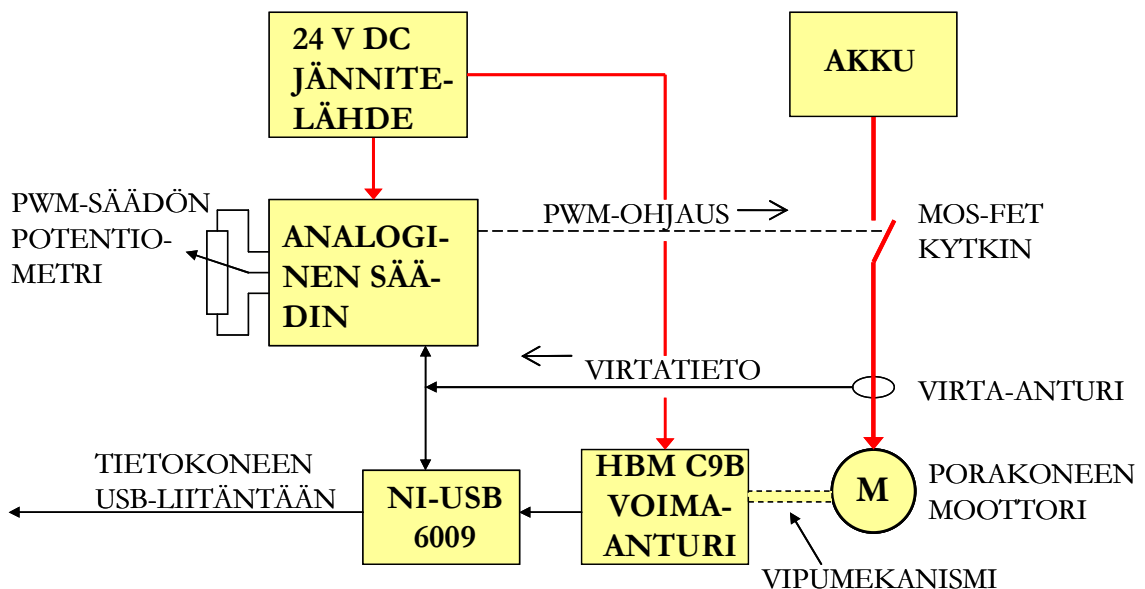 24 V DC
JÄNNITE-
LÄHDE
AKKU
PWM-SÄÄDÖN
POTENTIO-
METRI
ANALOGI-
NEN SÄÄ-
DIN
PWM-OHJAUS
MOS-FET
KYTKIN
VIRTATIETO
VIRTA-ANTURI
TIETOKONEEN
USB-LIITÄNTÄÄN
NI-USB
6009
HBM C9B
VOIMA-
ANTURI
M
PORAKONEEN
MOOTTORI
VIPUMEKANISMI